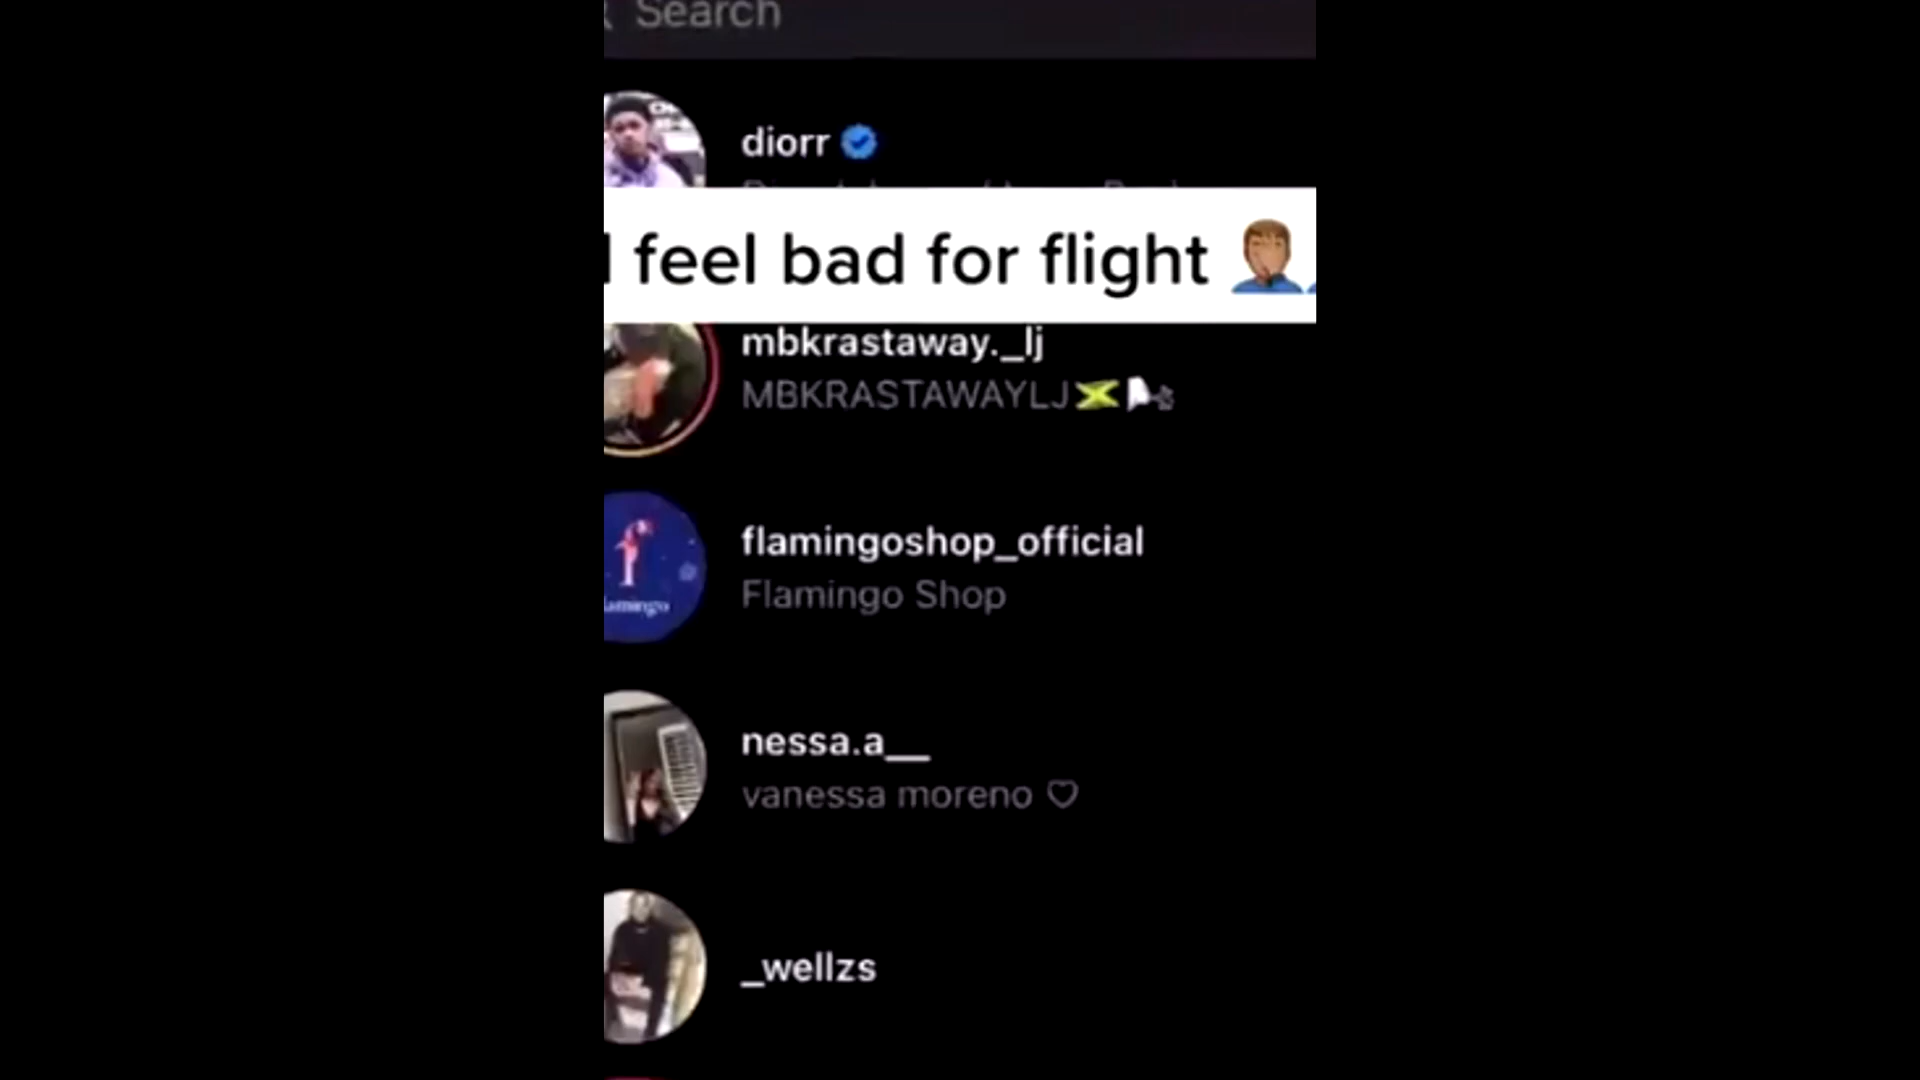 Search
diorr
I feel bad for flight 🤦🏽‍♂️
mbkrastaway._lj
MBKRASTAWAYLJ🇯🇲🌬
flamingoshop_official
Flamingo Shop
nessa.a__
vanessa moreno ♡
_wellzs